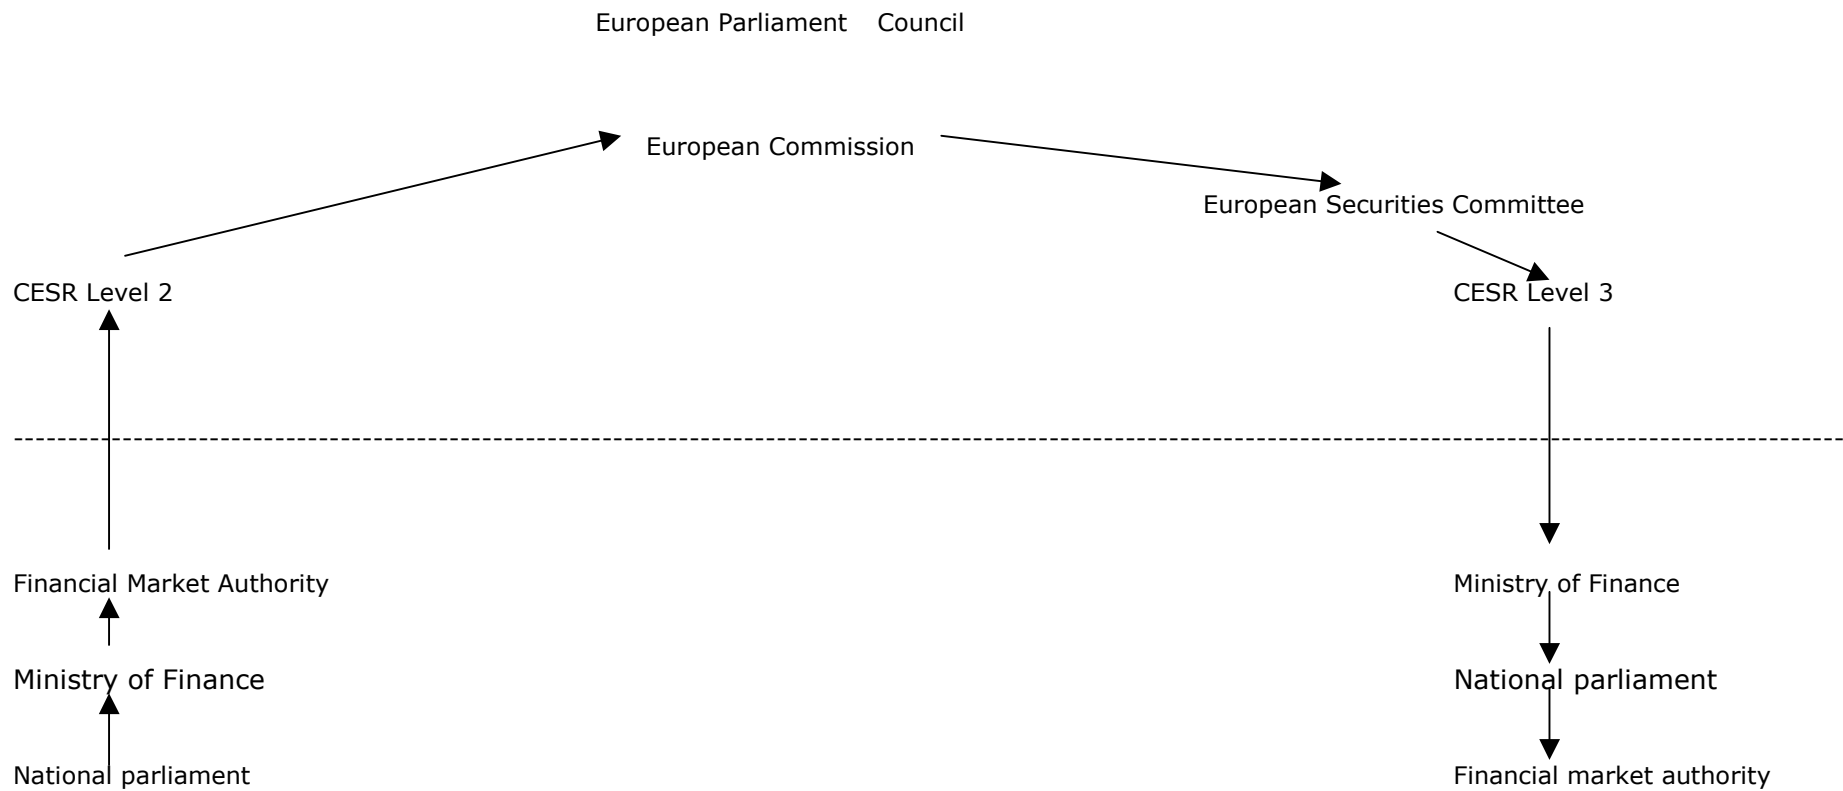 European Parliament Council
European Commission
European Securities Committee
CESR Level 2
CESR Level 3
Financial Market Authority
Ministry of Finance
Ministry of Finance
National parliament
National parliament
Financial market authority